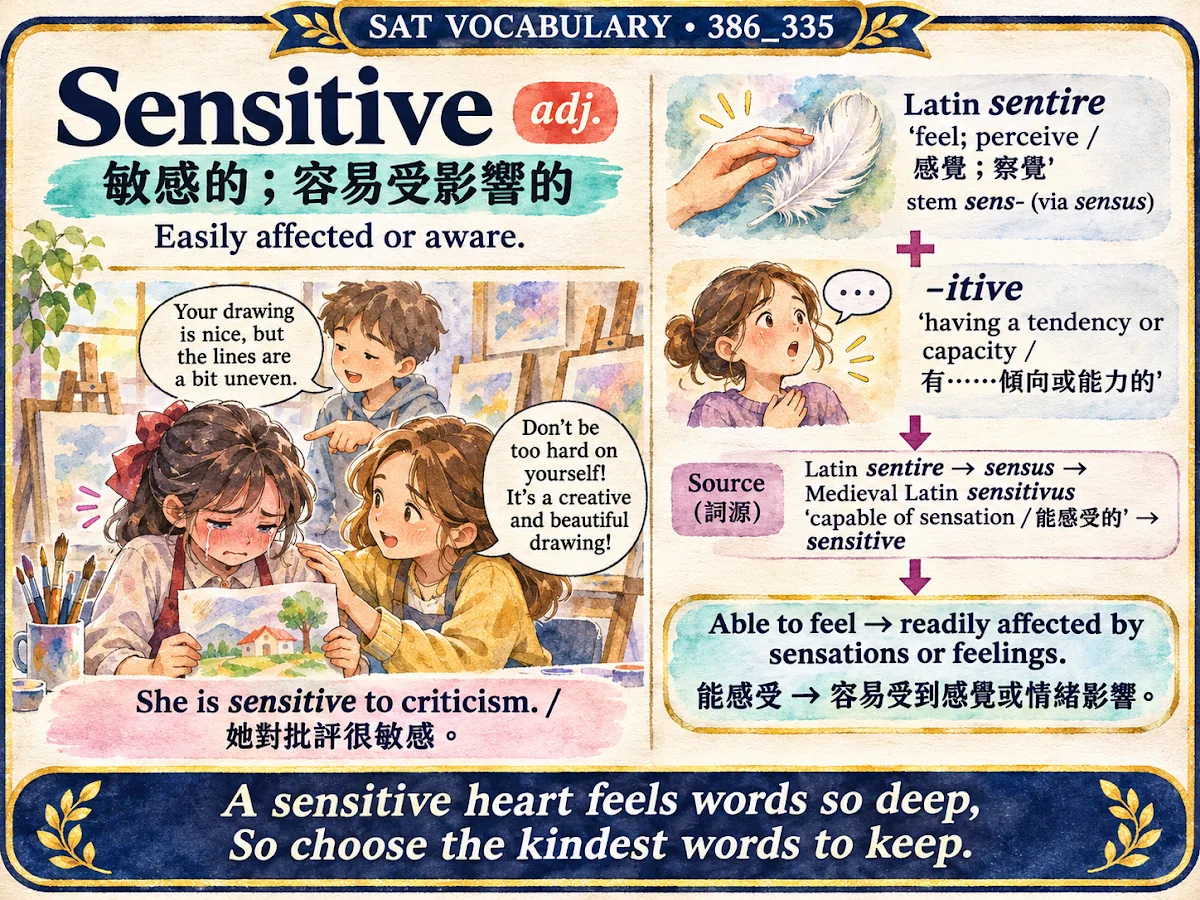 SAT VOCABULARY • 386_335
Sensitive adj.
敏感的；容易受影響的
Easily affected or aware.
Your drawing
is nice, but
the lines are
a bit uneven.
Don't be
too hard on
yourself!
It's a creative
and beautiful
drawing!
She is sensitive to criticism. /
她對批評很敏感。
Latin sentire
‘feel; perceive /
感覺；察覺’
stem sens- (via sensus)
+
–itive
‘having a tendency or
capacity /
有⋯⋯傾向或能力的’
Source
（詞源）
Latin sentire → sensus →
Medieval Latin sensitivus
‘capable of sensation / 能感受的’ →
sensitive
Able to feel → readily affected by
sensations or feelings.
能感受 → 容易受到感覺或情緒影響。
A sensitive heart feels words so deep,
So choose the kindest words to keep.